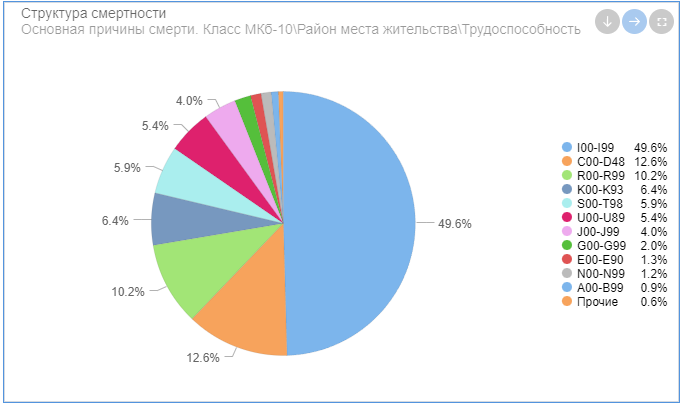 Структура смертности
Основная причины смерти. Класс МКб-10\Район места жительства\Трудоспособность
4.0%
5.4%
5.9%
6.4%
10.2%
12.6%
49.6%
I00-I99 49.6%
C00-D48 12.6%
R00-R99 10.2%
K00-K93 6.4%
S00-T98 5.9%
U00-U89 5.4%
J00-J99 4.0%
G00-G99 2.0%
E00-E90 1.3%
N00-N99 1.2%
A00-B99 0.9%
Прочие 0.6%